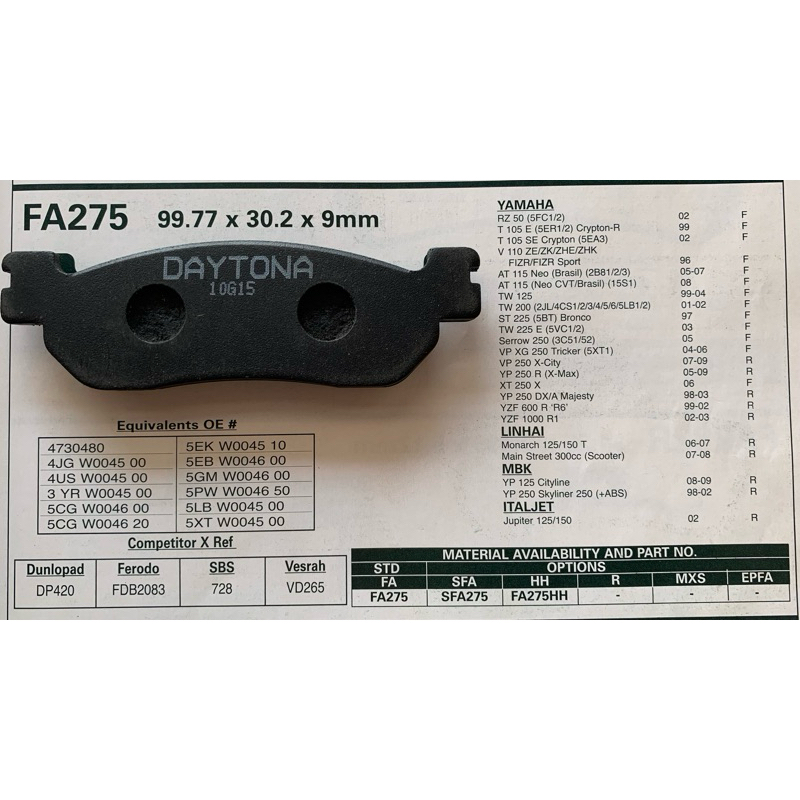 FA275 99.77 x 30.2 x 9mm
DAYTONA
10G15
Equivalents OE #
4730480 5EK W0045 10
4JG W0045 00 5EB W0046 00
4US W0045 00 5GM W0046 00
3 YR W0045 00 5PW W0046 50
5CG W0046 00 5LB W0045 00
5CG W0046 20 5XT W0045 00
Competitor X Ref
Dunlopad Ferodo SBS Vesrah
DP420 FDB2083 728 VD265
YAMAHA
RZ 50 (5FC1/2) 02 F
T 105 E (5ER1/2) Crypton-R 99 F
T 105 SE Crypton (5EA3) 02 F
V 110 ZE/ZK/ZHE/ZHK
FIZR/FIZR Sport 96 F
AT 115 Neo (Brasil) (2B81/2/3) 05-07 F
AT 115 (Neo CVT/Brasil) (15S1) 08 F
TW 125 99-04 F
TW 200 (2JL/4CS1/2/3/4/5/6/5LB1/2) 01-02 F
ST 225 (5BT) Bronco 97 F
TW 225 E (5VC1/2) 03 F
Serrow 250 (3C51/52) 05 F
VP XG 250 Tricker (5XT1) 04-06 F
VP 250 X-City 07-09 R
YP 250 R (X-Max) 05-09 R
XT 250 X 06 F
YP 250 DX/A Majesty 98-03 R
YZF 600 R 'R6' 99-02 R
YZF 1000 R1 02-03 R
LINHAI
Monarch 125/150 T 06-07 R
Main Street 300cc (Scooter) 07-08 R
MBK
YP 125 Cityline 08-09 R
YP 250 Skyliner 250 (+ABS) 98-02 R
ITALJET
Jupiter 125/150 02 R
MATERIAL AVAILABILITY AND PART NO.
STD OPTIONS
FA SFA HH R MXS EPFA
FA275 SFA275 FA275HH - - -